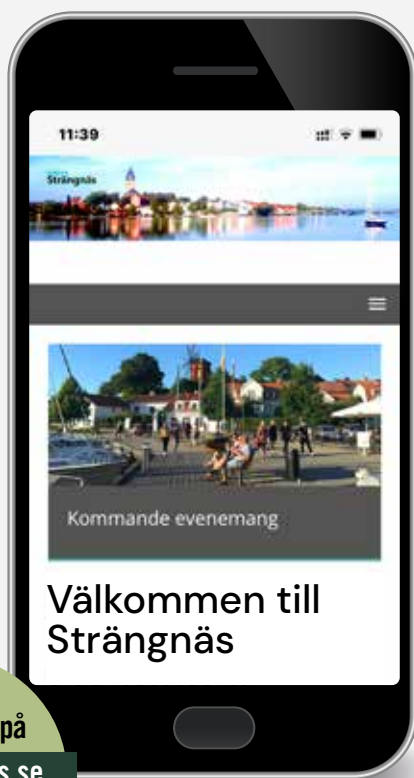 11:39
Strängnäs
Kommande evenemang
Välkommen till
Strängnäs
på
s.se